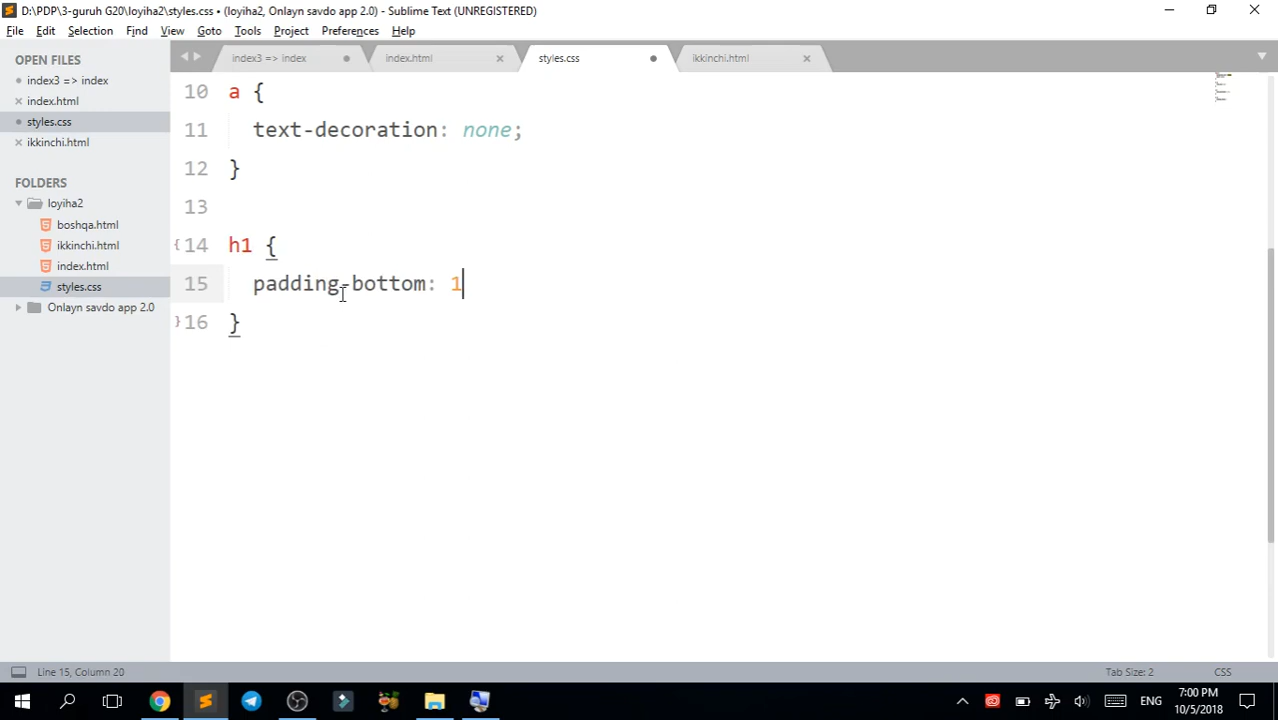 D:\PDP\3-guruh G20\loyiha2\styles.css • (loyiha2, Onlayn savdo app 2.0) - Sublime Text (UNREGISTERED)
File Edit Selection Find View Goto Tools Project Preferences Help
OPEN FILES
index3 => index
index.html
styles.css
ikkinchi.html
FOLDERS
loyiha2
boshqa.html
ikkinchi.html
index.html
styles.css
Onlayn savdo app 2.0
index3 => index index.html styles.css ikkinchi.html
10 a {
11 text-decoration: none;
12 }
13
14 h1 {
15 padding-bottom: 1
16 }
Line 15, Column 20 Tab Size: 2 CSS
ENG 7:00 PM
10/5/2018